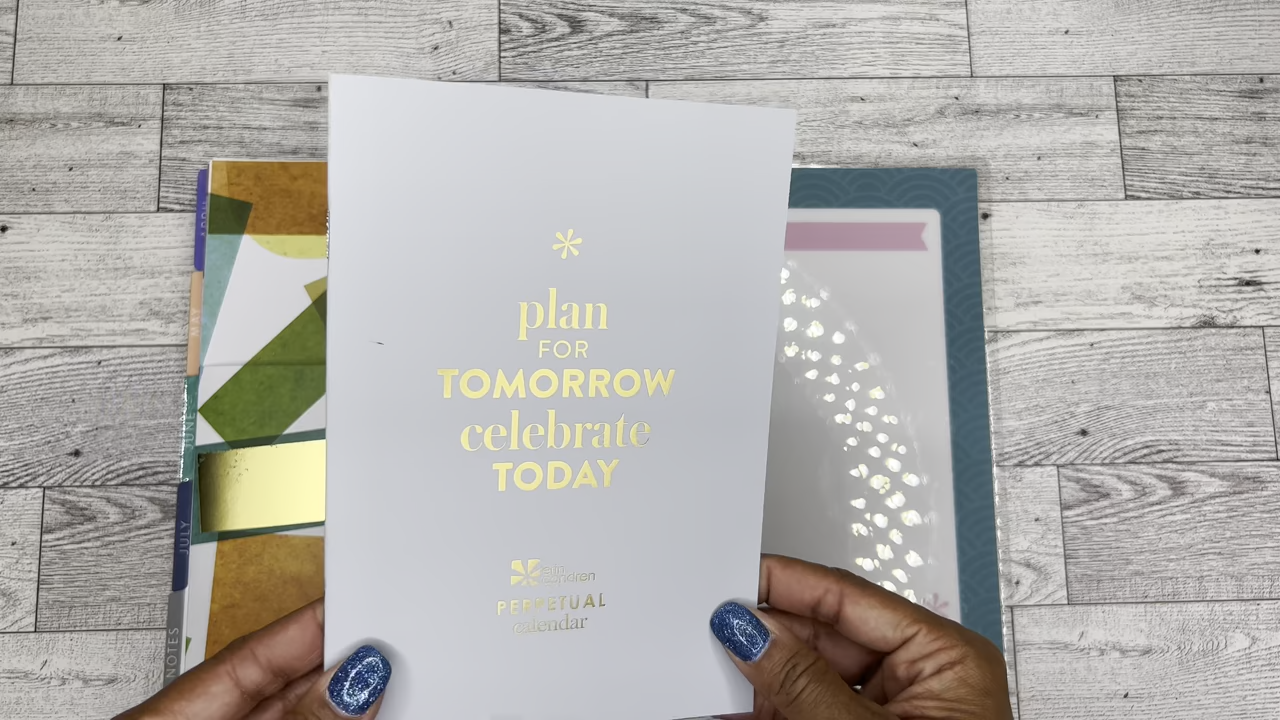 plan
FOR
TOMORROW
celebrate
TODAY
erin
condren
PERPETUAL
calendar
JUNE
JULY
NOTES